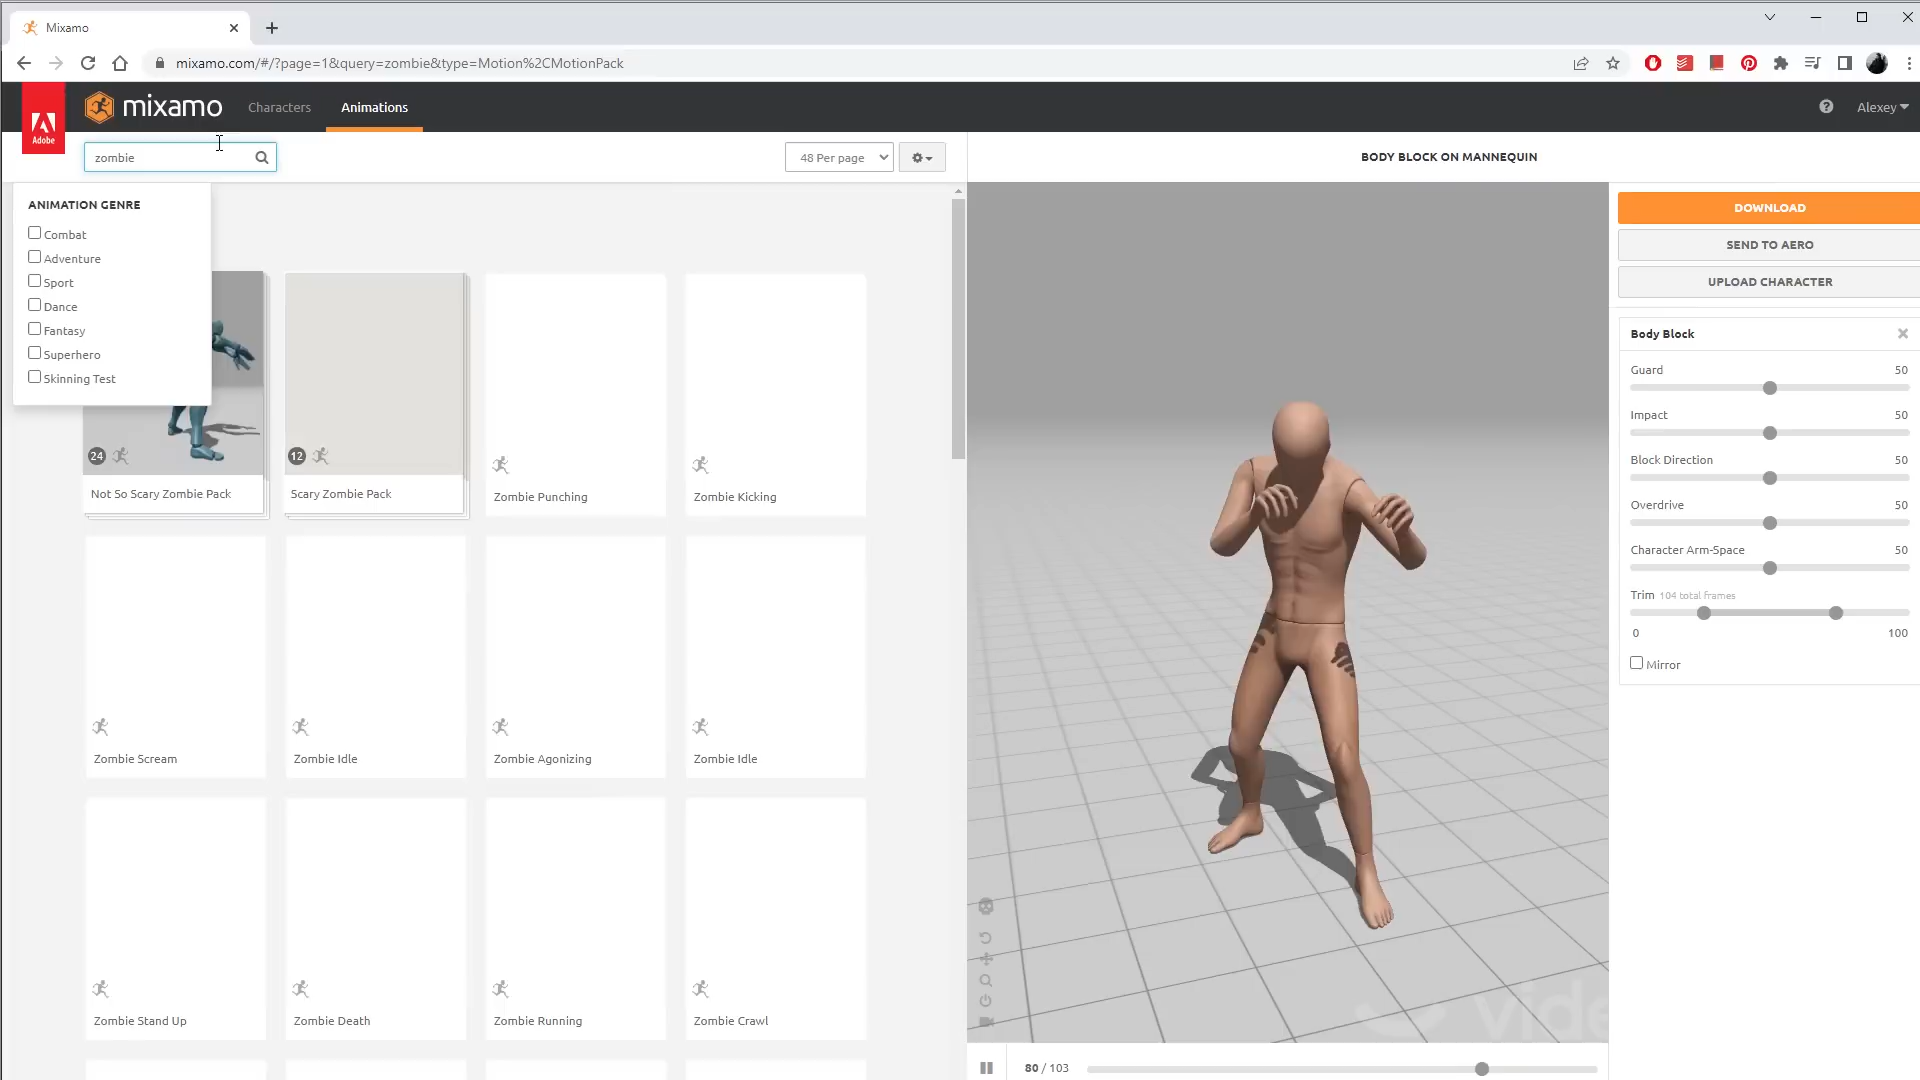 Mixamo
mixamo.com/#/?page=1&query=zombie&type=Motion%2CMotionPack
Adobe
mixamo
Characters
Animations
Alexey
zombie
48 Per page
BODY BLOCK ON MANNEQUIN
ANIMATION GENRE
Combat
Adventure
Sport
Dance
Fantasy
Superhero
Skinning Test
24
12
Not So Scary Zombie Pack
Scary Zombie Pack
Zombie Punching
Zombie Kicking
Zombie Scream
Zombie Idle
Zombie Agonizing
Zombie Idle
Zombie Stand Up
Zombie Death
Zombie Running
Zombie Crawl
80 / 103
DOWNLOAD
SEND TO AERO
UPLOAD CHARACTER
Body Block
Guard 50
Impact 50
Block Direction 50
Overdrive 50
Character Arm-Space 50
Trim 104 total frames
0 100
Mirror